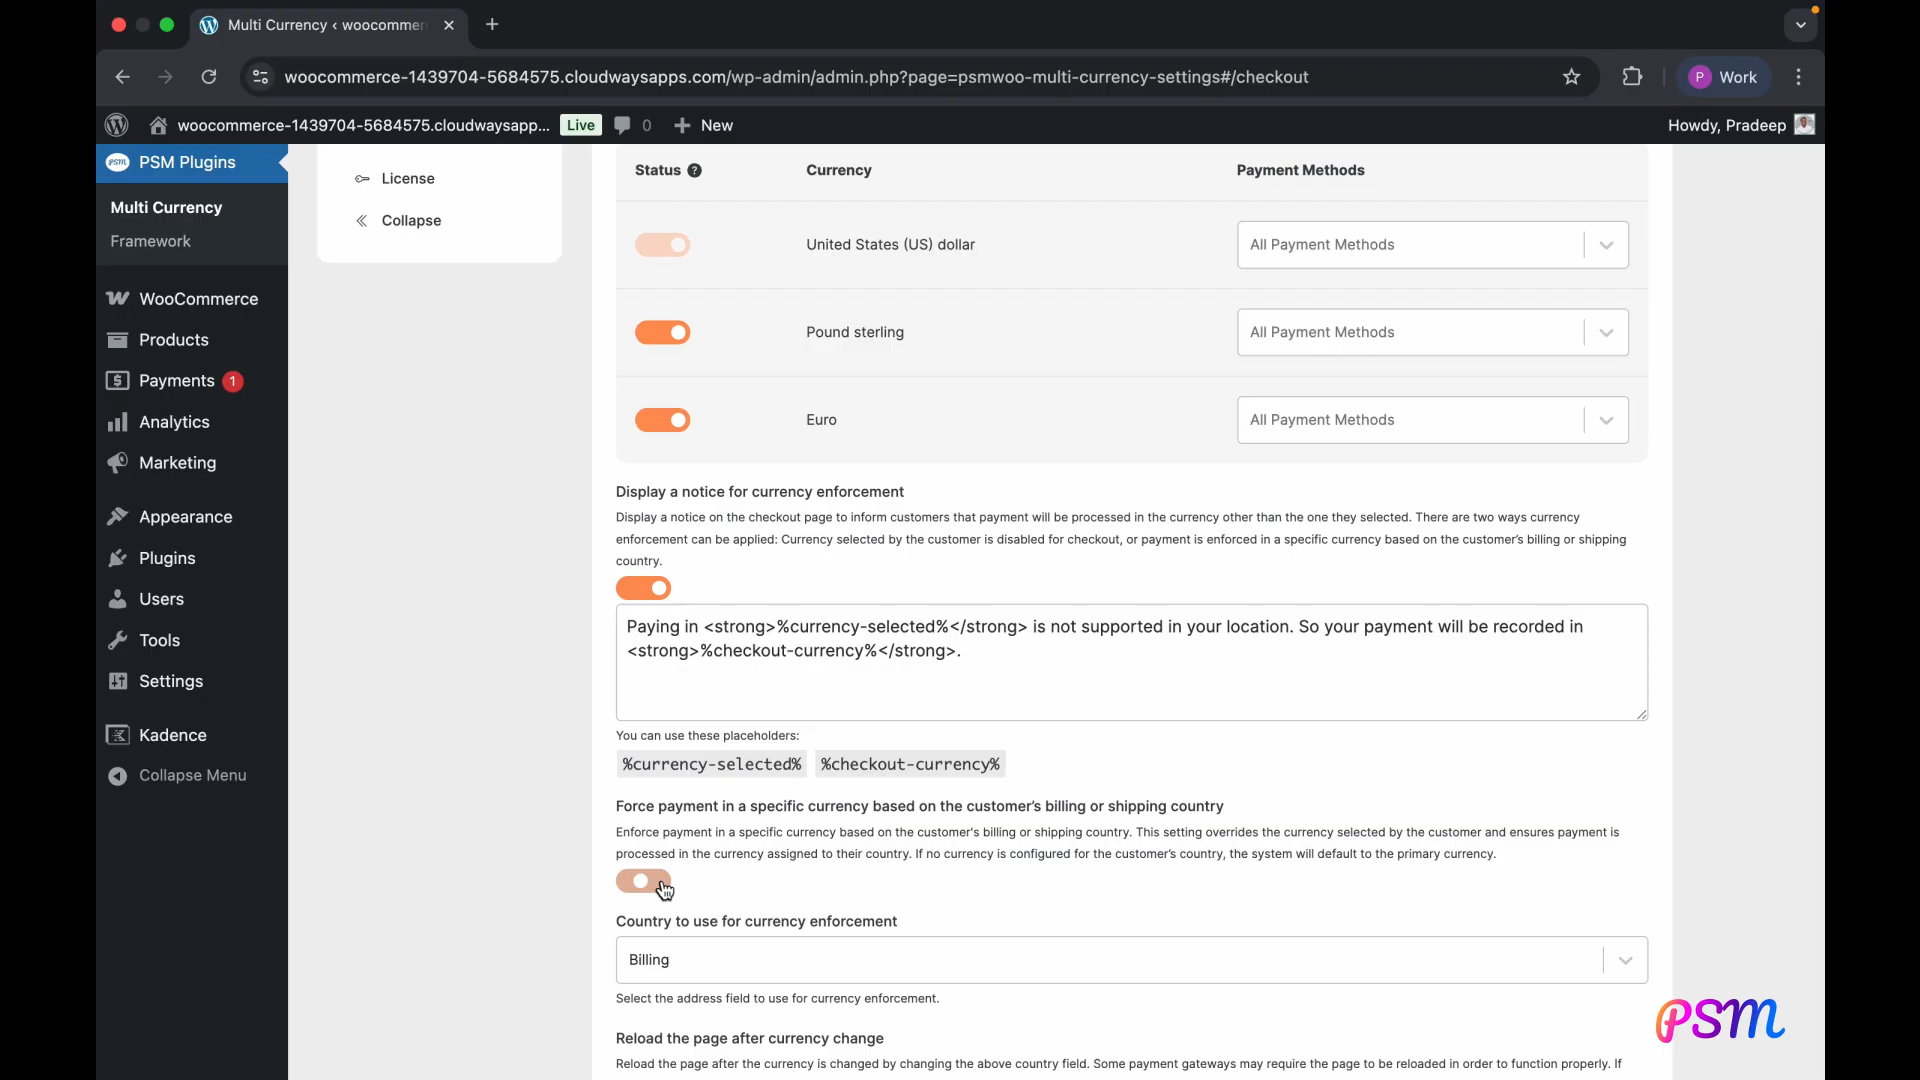 Multi Currency ‹ woocommer
woocommerce-1439704-5684575.cloudwaysapps.com/wp-admin/admin.php?page=psmwoo-multi-currency-settings#/checkout
P Work
woocommerce-1439704-5684575.cloudwaysapp... Live 0 New
Howdy, Pradeep
psm PSM Plugins
Multi Currency
Framework
WooCommerce
Products
Payments 1
Analytics
Marketing
Appearance
Plugins
Users
Tools
Settings
Kadence
Collapse Menu
License
Collapse
Status ? Currency Payment Methods
United States (US) dollar All Payment Methods
Pound sterling All Payment Methods
Euro All Payment Methods
Display a notice for currency enforcement
Display a notice on the checkout page to inform customers that payment will be processed in the currency other than the one they selected. There are two ways currency
enforcement can be applied: Currency selected by the customer is disabled for checkout, or payment is enforced in a specific currency based on the customer’s billing or shipping
country.
Paying in <strong>%currency-selected%</strong> is not supported in your location. So your payment will be recorded in
<strong>%checkout-currency%</strong>.
You can use these placeholders:
%currency-selected% %checkout-currency%
Force payment in a specific currency based on the customer’s billing or shipping country
Enforce payment in a specific currency based on the customer's billing or shipping country. This setting overrides the currency selected by the customer and ensures payment is
processed in the currency assigned to their country. If no currency is configured for the customer’s country, the system will default to the primary currency.
Country to use for currency enforcement
Billing
Select the address field to use for currency enforcement.
Reload the page after currency change
Reload the page after the currency is changed by changing the above country field. Some payment gateways may require the page to be reloaded in order to function properly. If
PSM